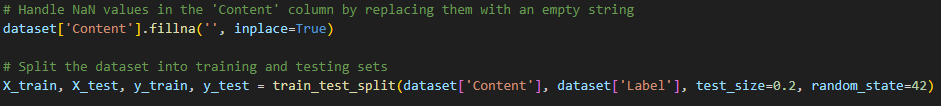 # Handle NaN values in the 'Content' column by replacing them with an empty string
dataset['Content'].fillna('', inplace=True)
# Split the dataset into training and testing sets
X_train, X_test, y_train, y_test = train_test_split(dataset['Content'], dataset['Label'], test_size=0.2, random_state=42)